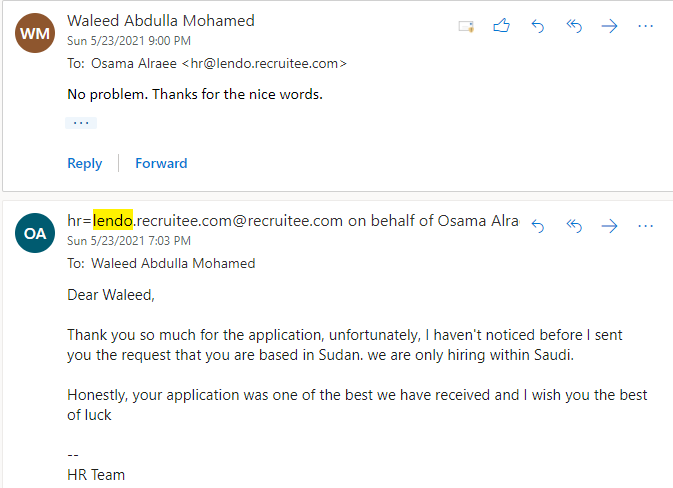 WM
Waleed Abdulla Mohamed
Sun 5/23/2021 9:00 PM
To: Osama Alraee <hr@lendo.recruitee.com>
No problem. Thanks for the nice words.
...
Reply | Forward
OA
hr=lendo.recruitee.com@recruitee.com on behalf of Osama Alra
Sun 5/23/2021 7:03 PM
To: Waleed Abdulla Mohamed
Dear Waleed,
Thank you so much for the application, unfortunately, I haven't noticed before I sent
you the request that you are based in Sudan. we are only hiring within Saudi.
Honestly, your application was one of the best we have received and I wish you the best
of luck
--
HR Team